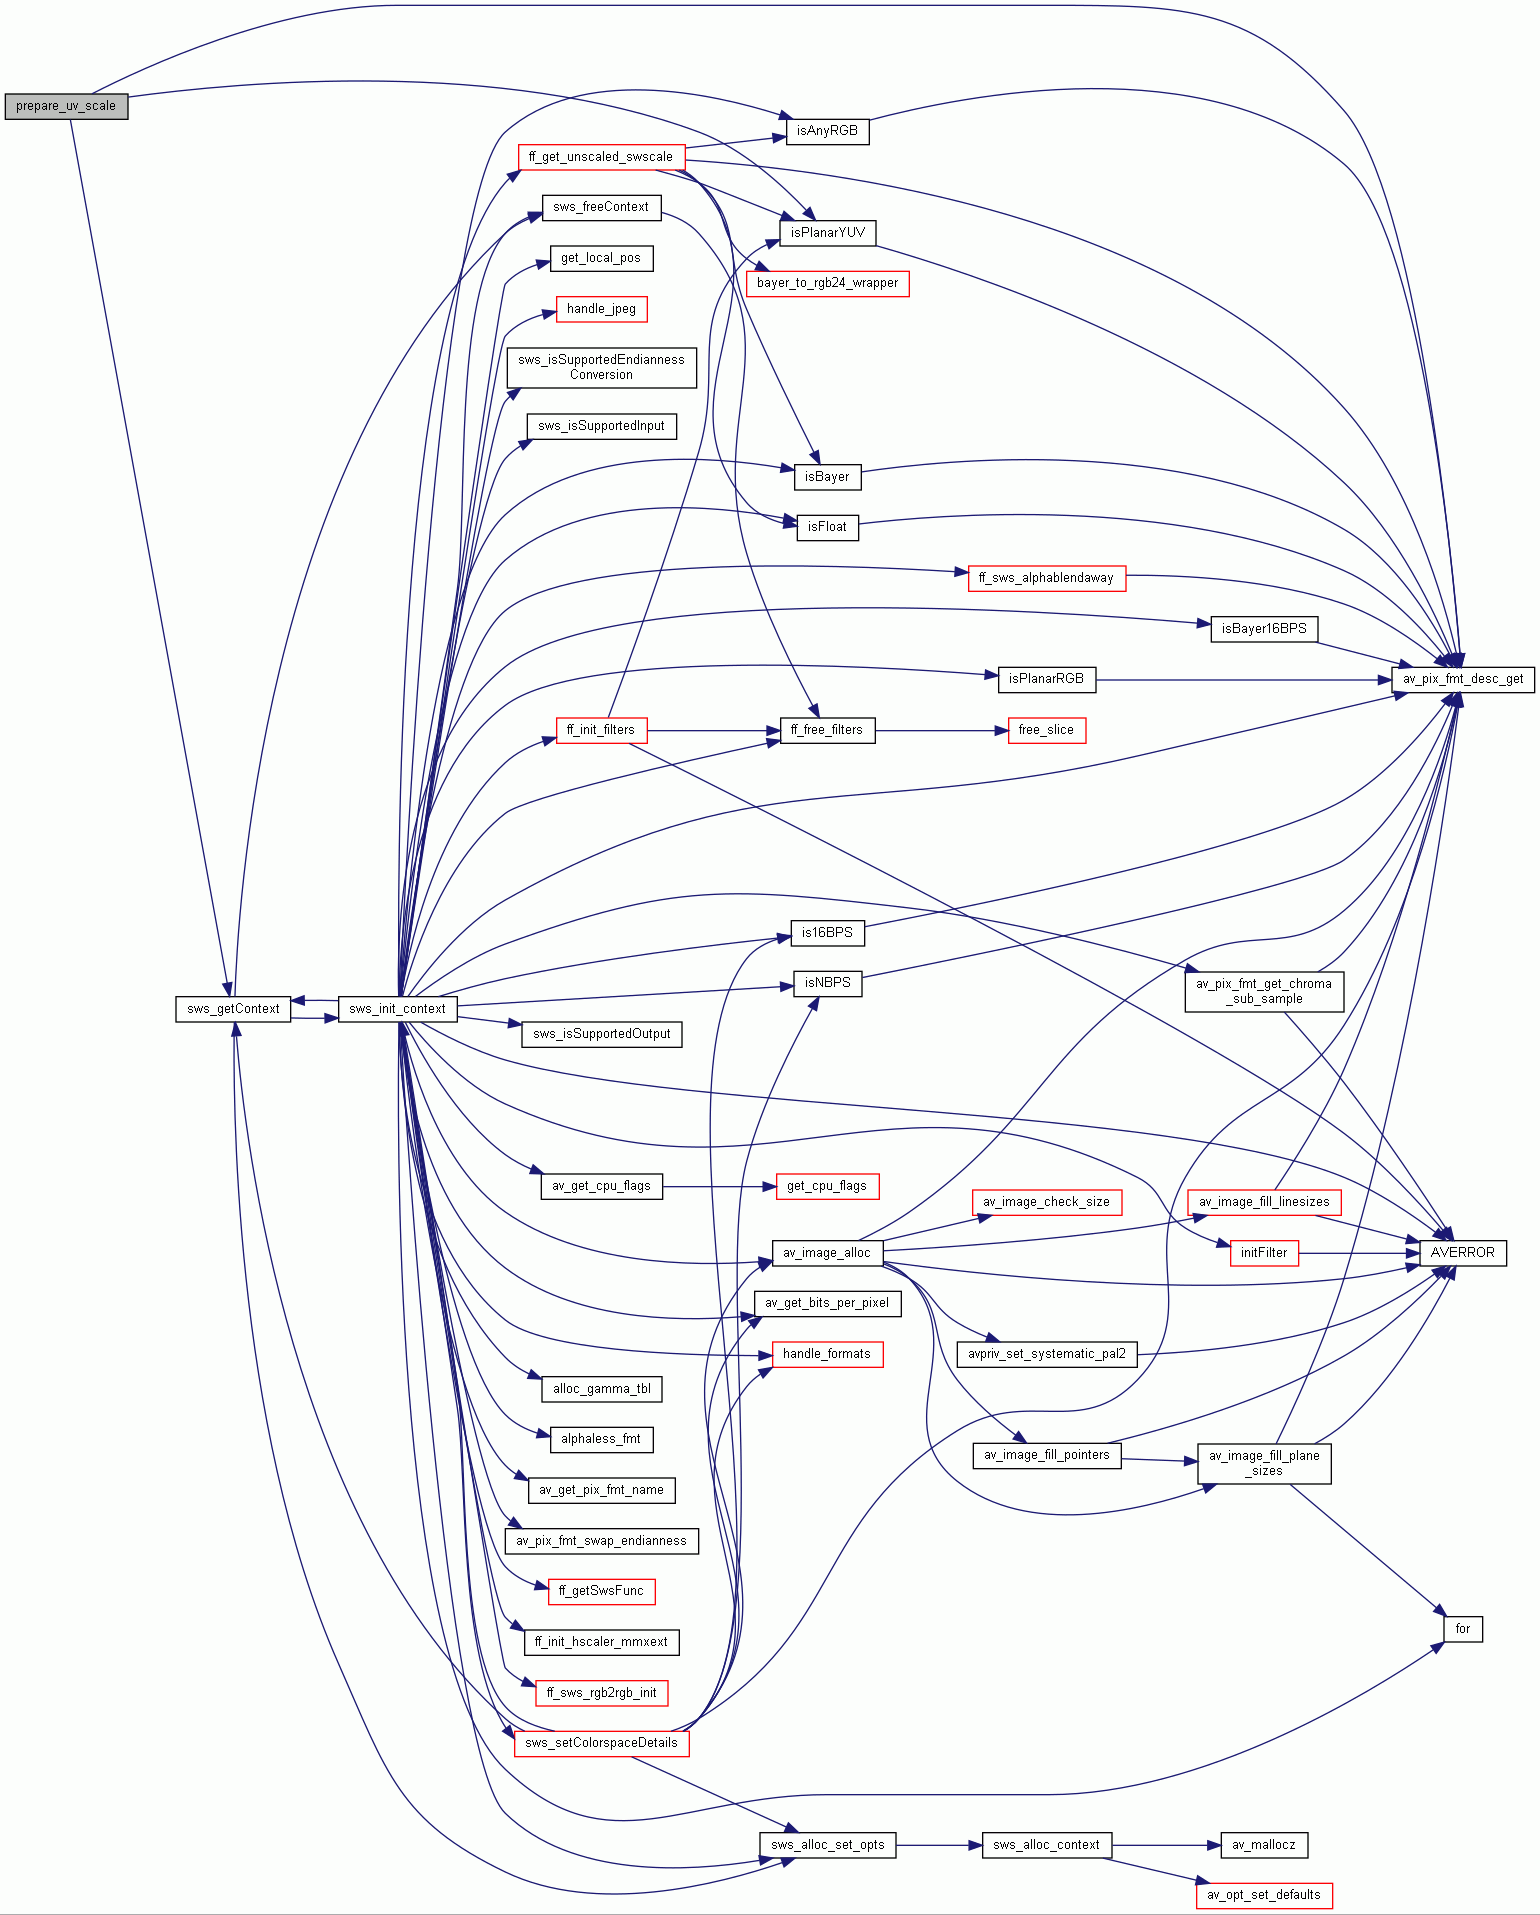 prepare_uv_scale
isAnyRGB
ff_get_unscaled_swscale
sws_freeContext
isPlanarYUV
get_local_pos
bayer_to_rgb24_wrapper
handle_jpeg
sws_isSupportedEndianness
Conversion
sws_isSupportedInput
isBayer
isFloat
ff_sws_alphablendaway
isBayer16BPS
isPlanarRGB
av_pix_fmt_desc_get
ff_init_filters
ff_free_filters
free_slice
is16BPS
isNBPS
av_pix_fmt_get_chroma
_sub_sample
sws_getContext
sws_init_context
sws_isSupportedOutput
av_get_cpu_flags
get_cpu_flags
av_image_check_size
av_image_fill_linesizes
av_image_alloc
initFilter
AVERROR
av_get_bits_per_pixel
handle_formats
avpriv_set_systematic_pal2
alloc_gamma_tbl
alphaless_fmt
av_image_fill_pointers
av_image_fill_plane
_sizes
av_get_pix_fmt_name
av_pix_fmt_swap_endianness
ff_getSwsFunc
for
ff_init_hscaler_mmxext
ff_sws_rgb2rgb_init
sws_setColorspaceDetails
sws_alloc_set_opts
sws_alloc_context
av_mallocz
av_opt_set_defaults